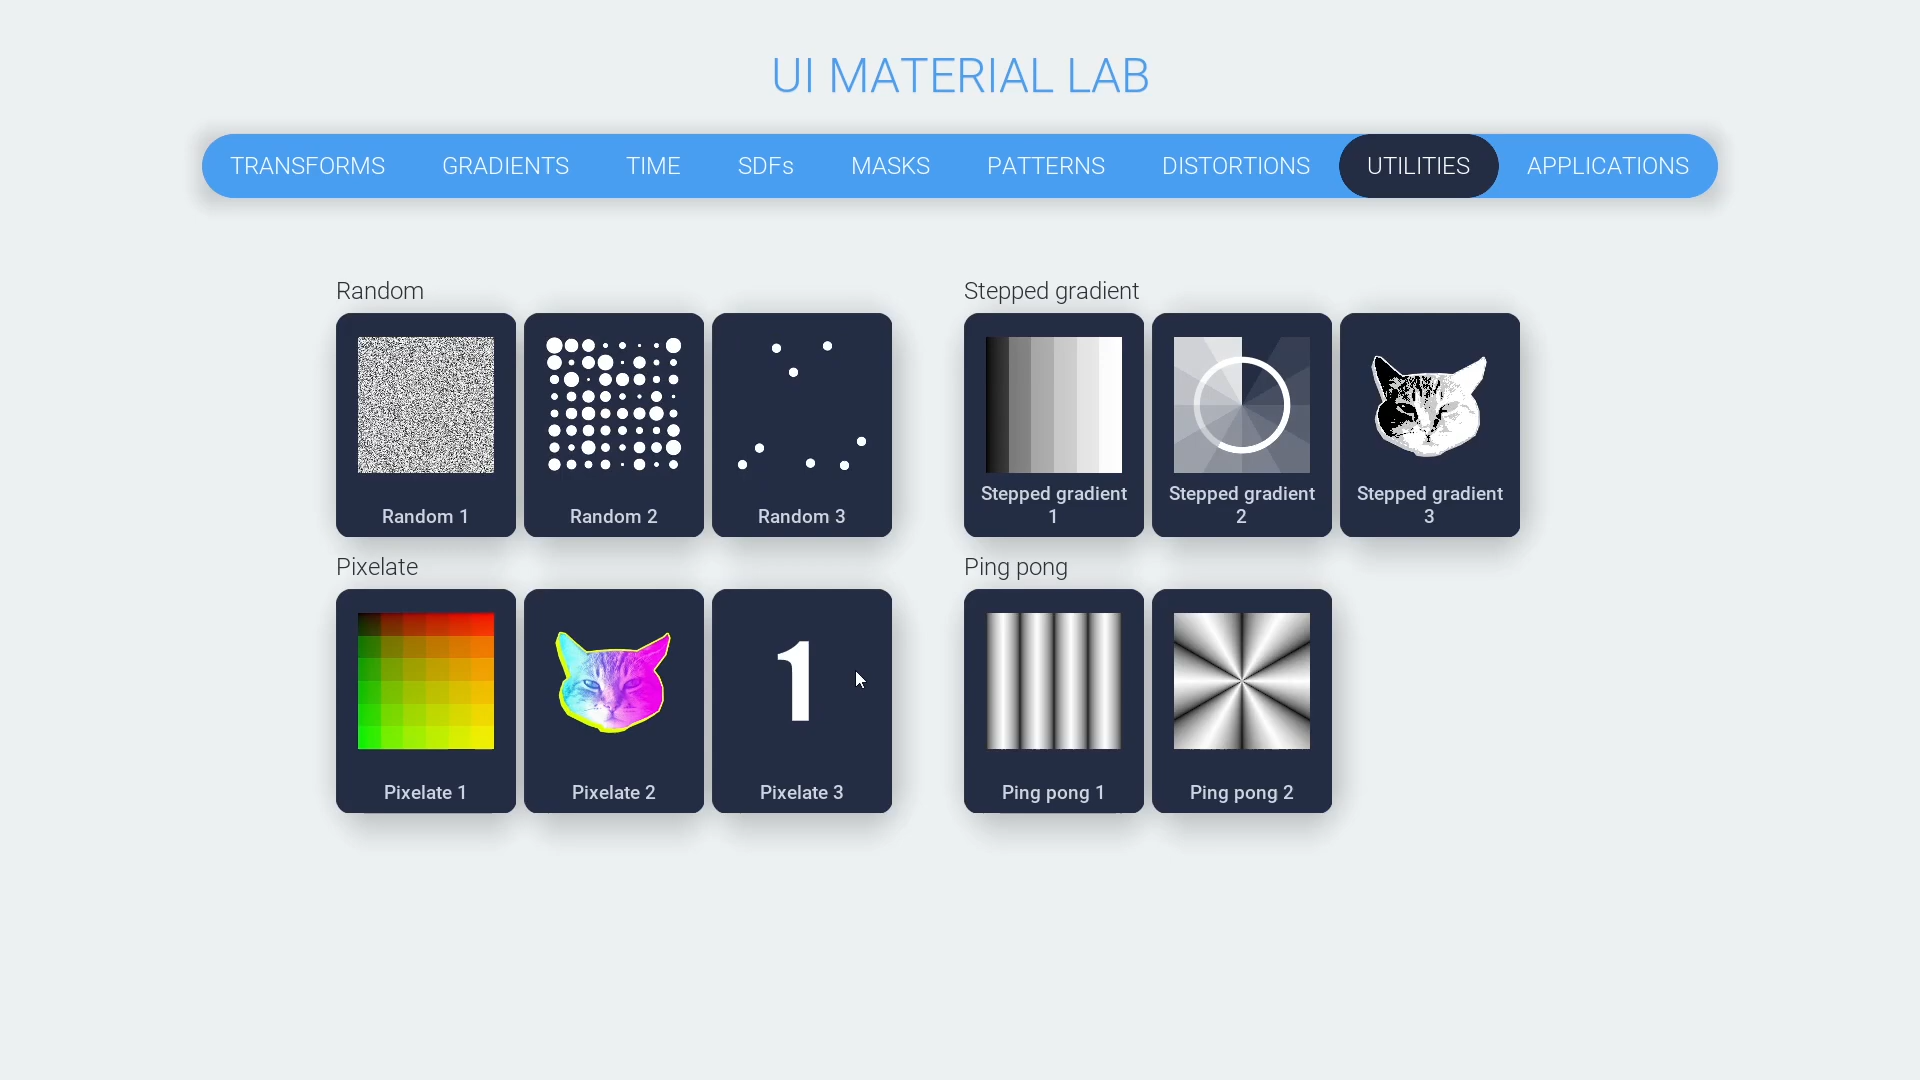 UI MATERIAL LAB
TRANSFORMS GRADIENTS TIME SDFs MASKS PATTERNS DISTORTIONS UTILITIES APPLICATIONS
Random
Random 1
Random 2
Random 3
Stepped gradient
Stepped gradient
1
Stepped gradient
2
Stepped gradient
3
Pixelate
Pixelate 1
Pixelate 2
1
Pixelate 3
Ping pong
Ping pong 1
Ping pong 2